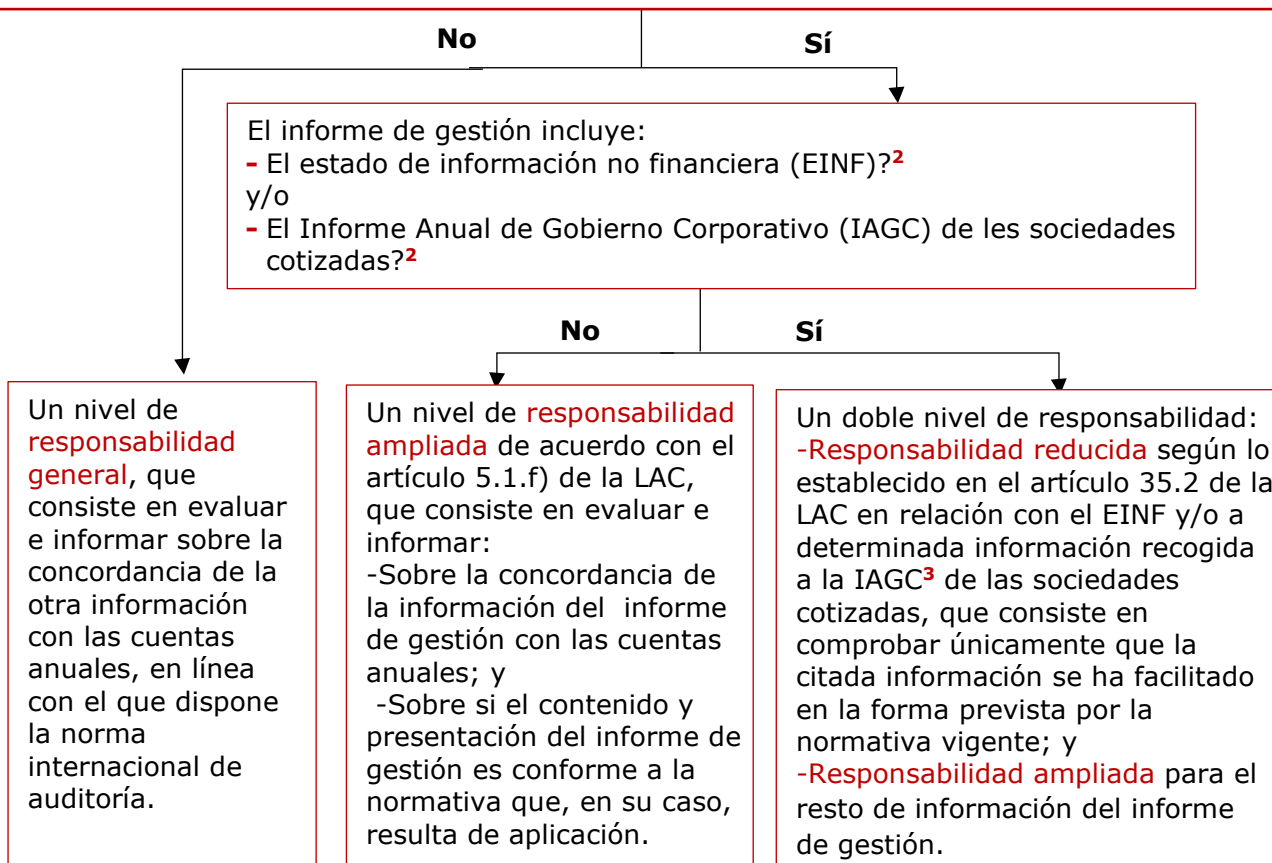 No
Sí
El informe de gestión incluye:
- El estado de información no financiera (EINF)?²
y/o
- El Informe Anual de Gobierno Corporativo (IAGC) de les sociedades
cotizadas?²
No
Sí
Un nivel de
responsabilidad
general, que
consiste en evaluar
e informar sobre la
concordancia de la
otra información
con las cuentas
anuales, en línea
con el que dispone
la norma
internacional de
auditoría.
Un nivel de responsabilidad
ampliada de acuerdo con el
artículo 5.1.f) de la LAC,
que consiste en evaluar e
informar:
-Sobre la concordancia de
la información del informe
de gestión con las cuentas
anuales; y
-Sobre si el contenido y
presentación del informe de
gestión es conforme a la
normativa que, en su caso,
resulta de aplicación.
Un doble nivel de responsabilidad:
-Responsabilidad reducida según lo
establecido en el artículo 35.2 de la
LAC en relación con el EINF y/o a
determinada información recogida
a la IAGC³ de las sociedades
cotizadas, que consiste en
comprobar únicamente que la
citada información se ha facilitado
en la forma prevista por la
normativa vigente; y
-Responsabilidad ampliada para el
resto de información del informe
de gestión.